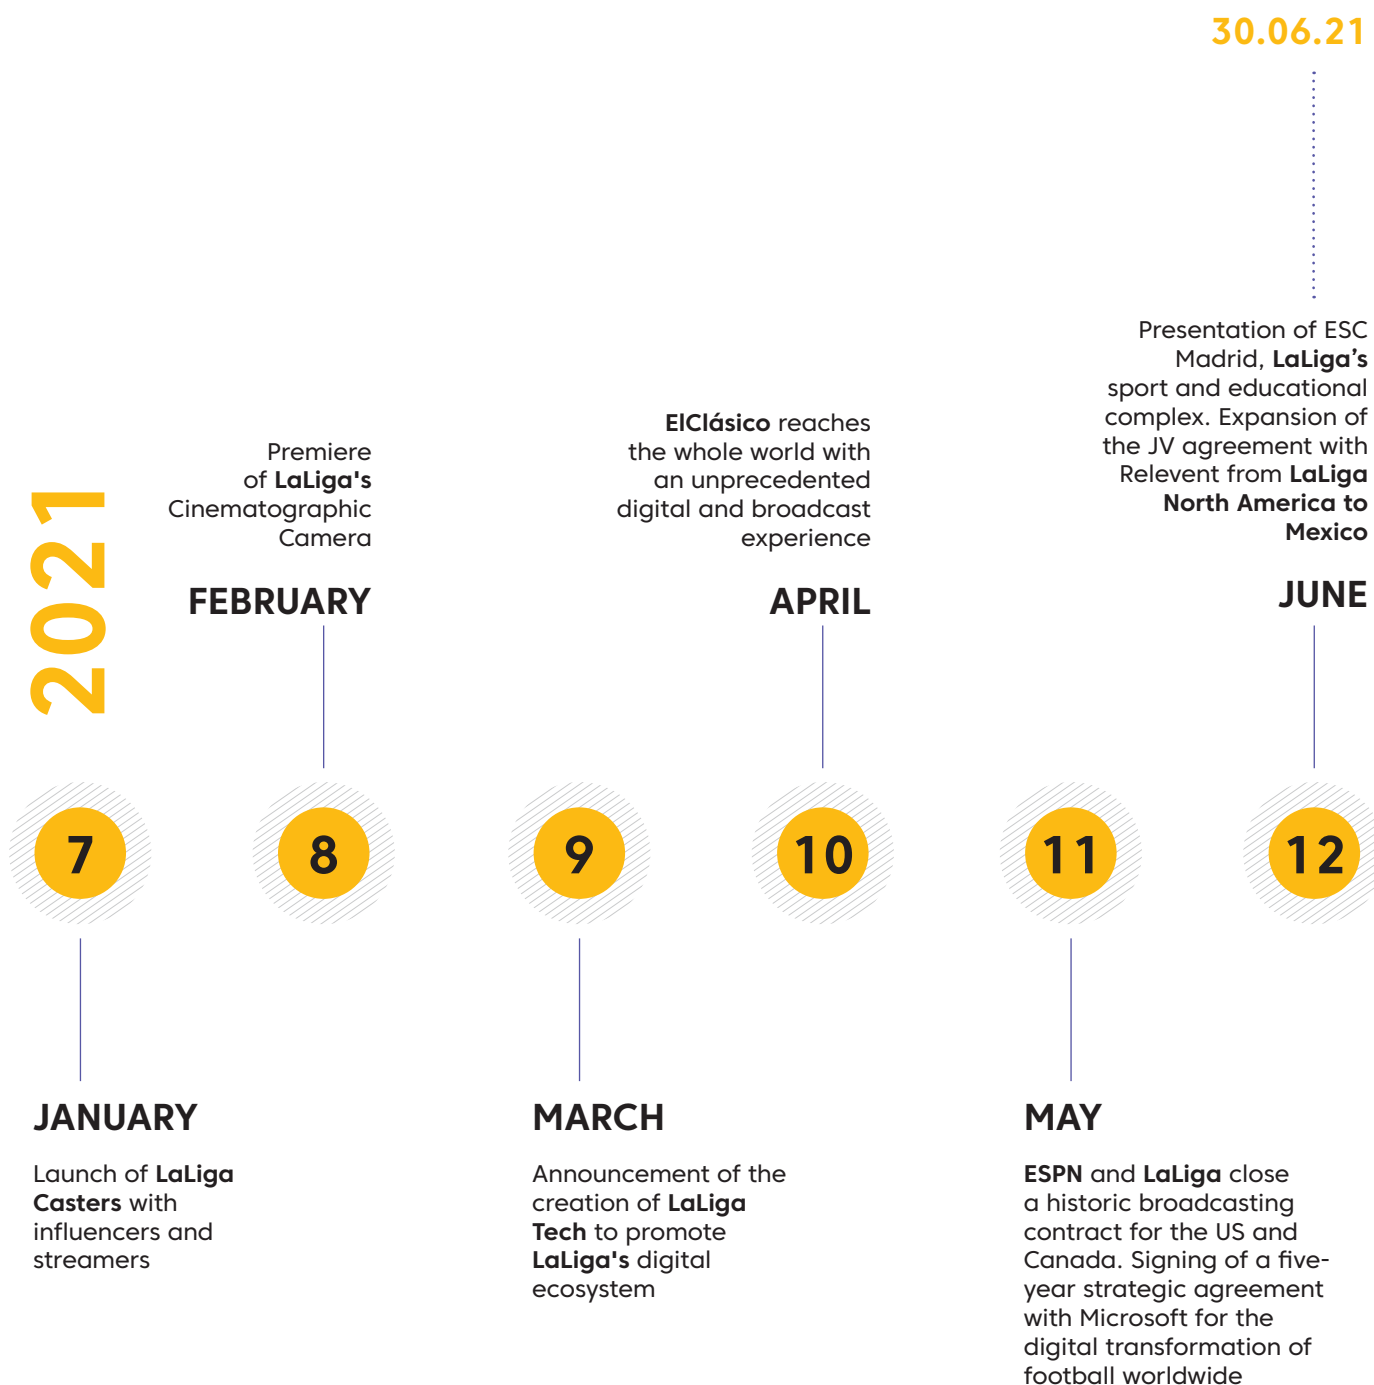 30.06.21
Presentation of ESC
Madrid, LaLiga’s
sport and educational
complex. Expansion of
the JV agreement with
Relevent from LaLiga
North America to
Mexico
JUNE
ElClásico reaches
the whole world with
an unprecedented
digital and broadcast
experience
APRIL
Premiere
of LaLiga's
Cinematographic
Camera
FEBRUARY
2021
7
8
9
10
11
12
JANUARY
Launch of LaLiga
Casters with
influencers and
streamers
MARCH
Announcement of the
creation of LaLiga
Tech to promote
LaLiga's digital
ecosystem
MAY
ESPN and LaLiga close
a historic broadcasting
contract for the US and
Canada. Signing of a five-
year strategic agreement
with Microsoft for the
digital transformation of
football worldwide